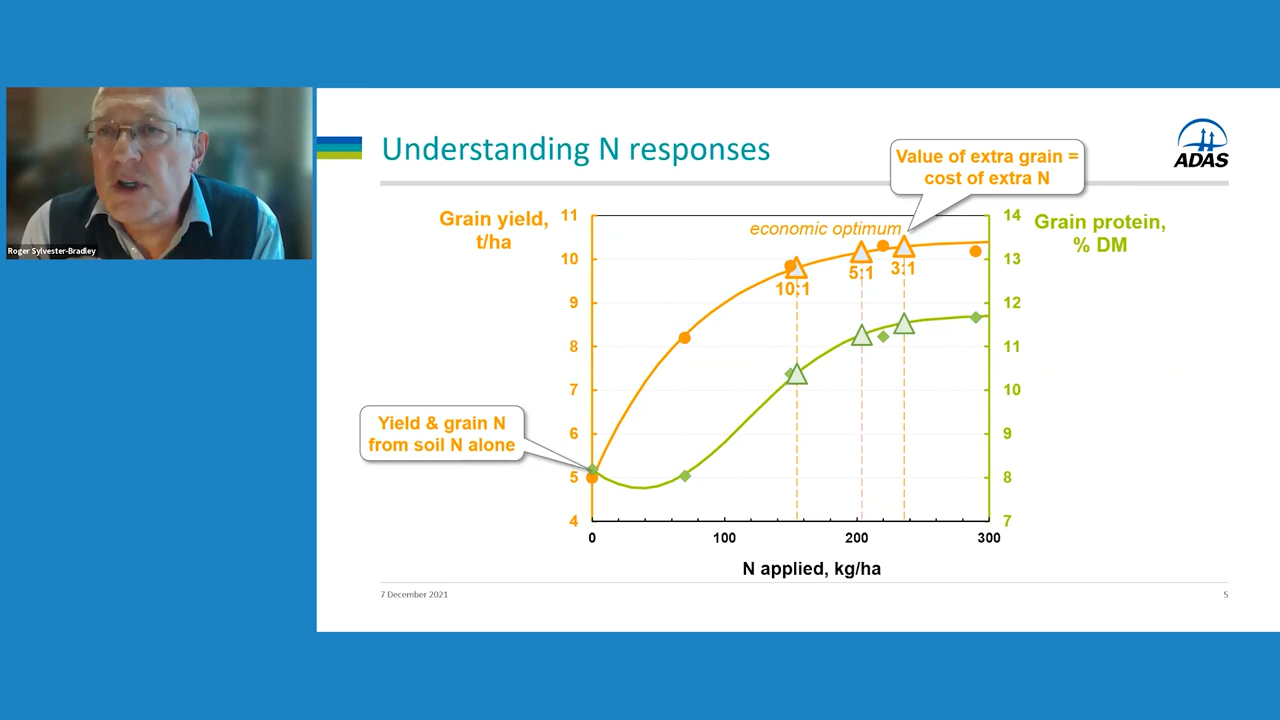 Roger Sylvester-Bradley
Understanding N responses
ADAS
Value of extra grain =
cost of extra N
Grain yield,
t/ha
11
10
9
8
7
6
5
4
economic optimum
10:1
5:1
3:1
14
13
12
11
10
9
8
7
Grain protein,
% DM
Yield & grain N
from soil N alone
0
100
200
300
N applied, kg/ha
7 December 2021
5